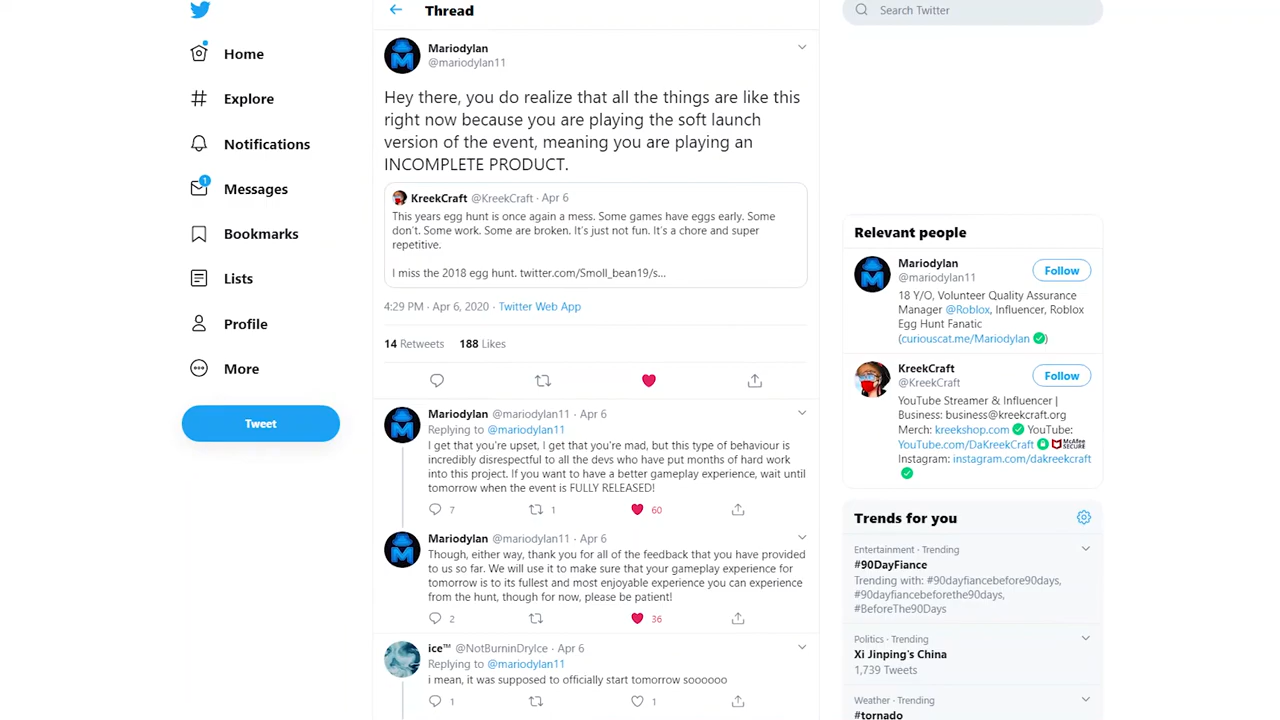 Home
Explore
Notifications
1
Messages
Bookmarks
Lists
Profile
More
Tweet
Thread
Mariodylan
@mariodylan11
Hey there, you do realize that all the things are like this
right now because you are playing the soft launch
version of the event, meaning you are playing an
INCOMPLETE PRODUCT.
KreekCraft @KreekCraft · Apr 6
This years egg hunt is once again a mess. Some games have eggs early. Some
don't. Some work. Some are broken. It's just not fun. It's a chore and super
repetitive.
I miss the 2018 egg hunt. twitter.com/Smoll_bean19/s...
4:29 PM · Apr 6, 2020 · Twitter Web App
14 Retweets 188 Likes
Mariodylan @mariodylan11 · Apr 6
Replying to @mariodylan11
I get that you're upset, I get that you're mad, but this type of behaviour is
incredibly disrespectful to all the devs who have put months of hard work
into this project. If you want to have a better gameplay experience, wait until
tomorrow when the event is FULLY RELEASED!
7 1 60
Mariodylan @mariodylan11 · Apr 6
Though, either way, thank you for all of the feedback that you have provided
to us so far. We will use it to make sure that your gameplay experience for
tomorrow is to its fullest and most enjoyable experience you can experience
from the hunt, though for now, please be patient!
2 36
ice™ @NotBurninDryIce · Apr 6
Replying to @mariodylan11
i mean, it was supposed to officially start tomorrow soooooo
1 1
Search Twitter
Relevant people
Mariodylan
@mariodylan11
Follow
18 Y/O, Volunteer Quality Assurance
Manager @Roblox, Influencer, Roblox
Egg Hunt Fanatic
(curiouscat.me/Mariodylan)
KreekCraft
@KreekCraft
Follow
YouTube Streamer & Influencer |
Business: business@kreekcraft.org
Merch: kreekshop.com YouTube:
YouTube.com/DaKreekCraft McAfee SECURE
Instagram: instagram.com/dakreekcraft
Trends for you
Entertainment · Trending
#90DayFiance
Trending with: #90dayfiancebefore90days,
#90dayfiancebeforethe90days,
#BeforeThe90Days
Politics · Trending
Xi Jinping's China
1,739 Tweets
Weather · Trending
#tornado